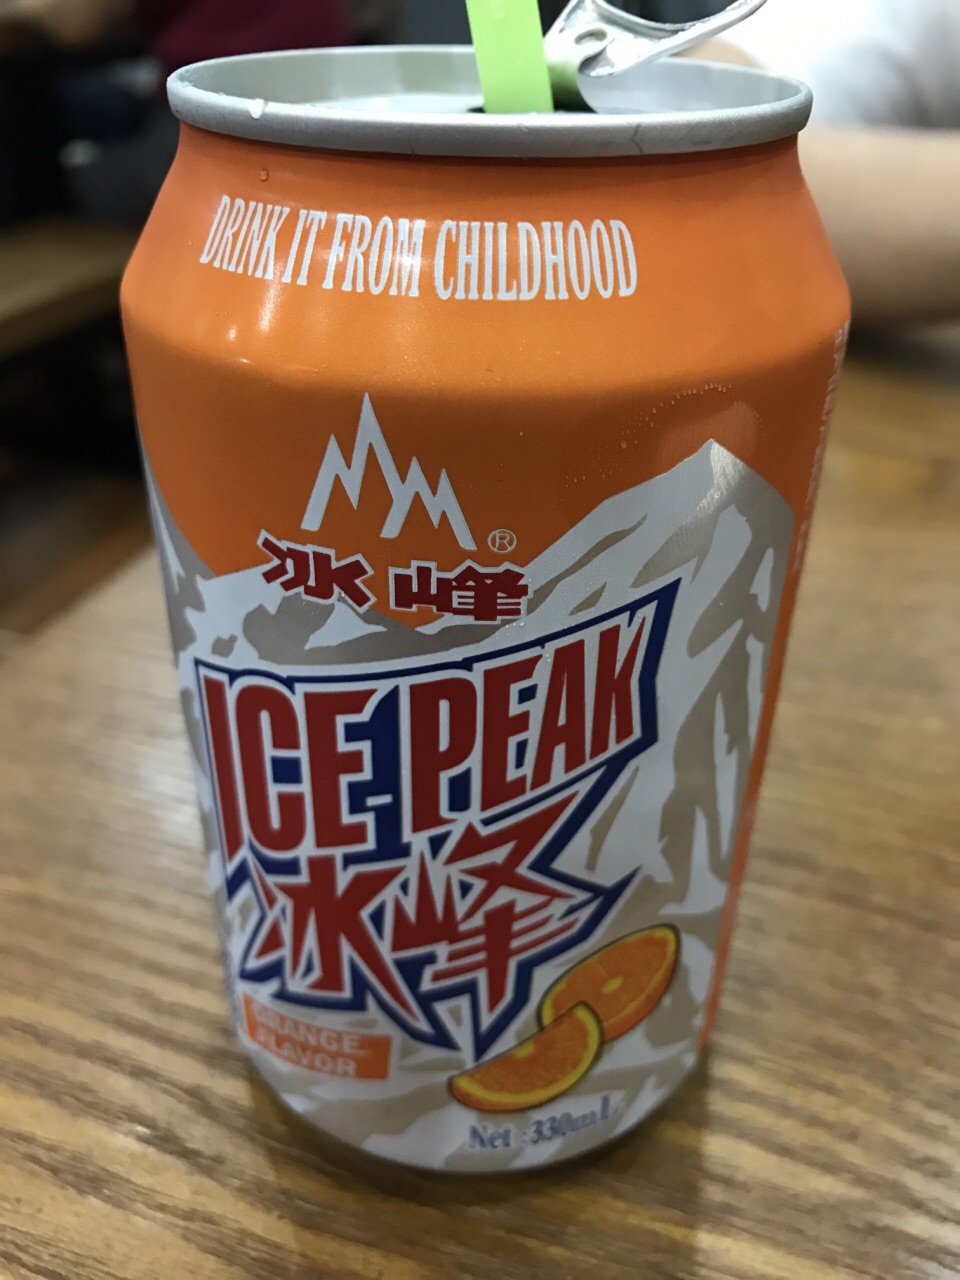 DRINK IT FROM CHILDHOOD
®
冰峰
ICE-PEAK
冰峰
ORANGE
FLAVOR
Net :330mL